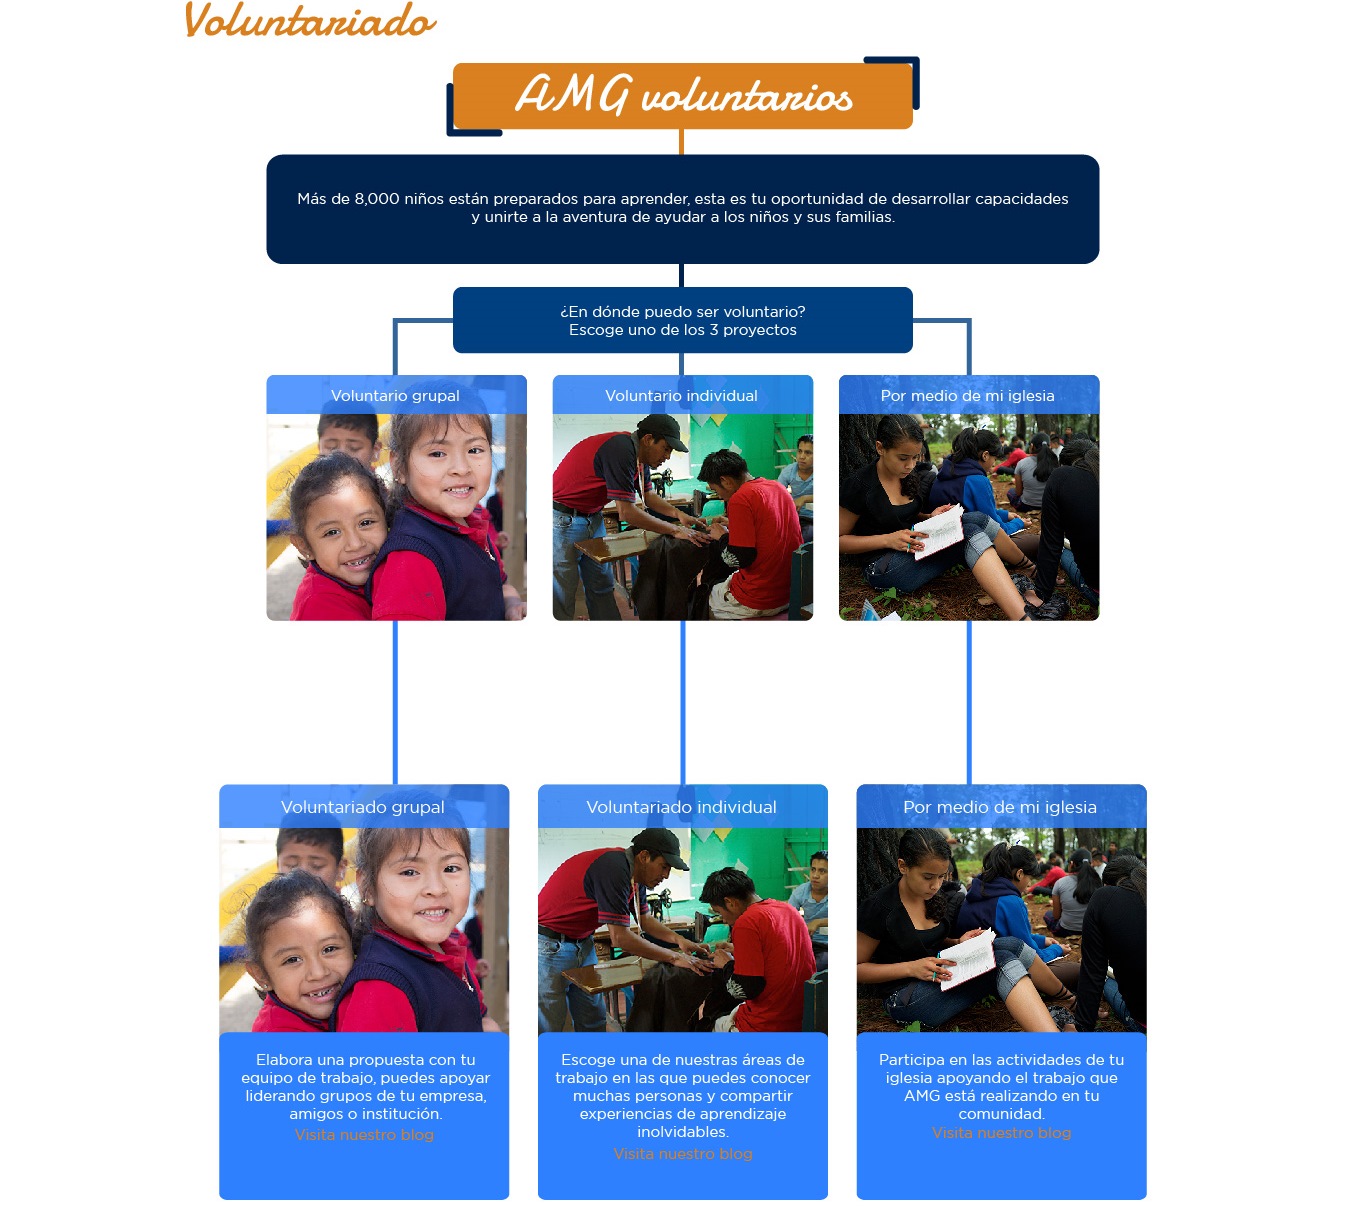 Voluntariado
AMG voluntarios
Más de 8,000 niños están preparados para aprender, esta es tu oportunidad de desarrollar capacidades
y unirte a la aventura de ayudar a los niños y sus familias.
¿En dónde puedo ser voluntario?
Escoge uno de los 3 proyectos
Voluntario grupal
Voluntario individual
Por medio de mi iglesia
Voluntariado grupal
Voluntariado individual
Por medio de mi iglesia
Elabora una propuesta con tu
equipo de trabajo, puedes apoyar
liderando grupos de tu empresa,
amigos o institución.
Visita nuestro blog
Escoge una de nuestras áreas de
trabajo en las que puedes conocer
muchas personas y compartir
experiencias de aprendizaje
inolvidables.
Visita nuestro blog
Participa en las actividades de tu
iglesia apoyando el trabajo que
AMG está realizando en tu
comunidad.
Visita nuestro blog